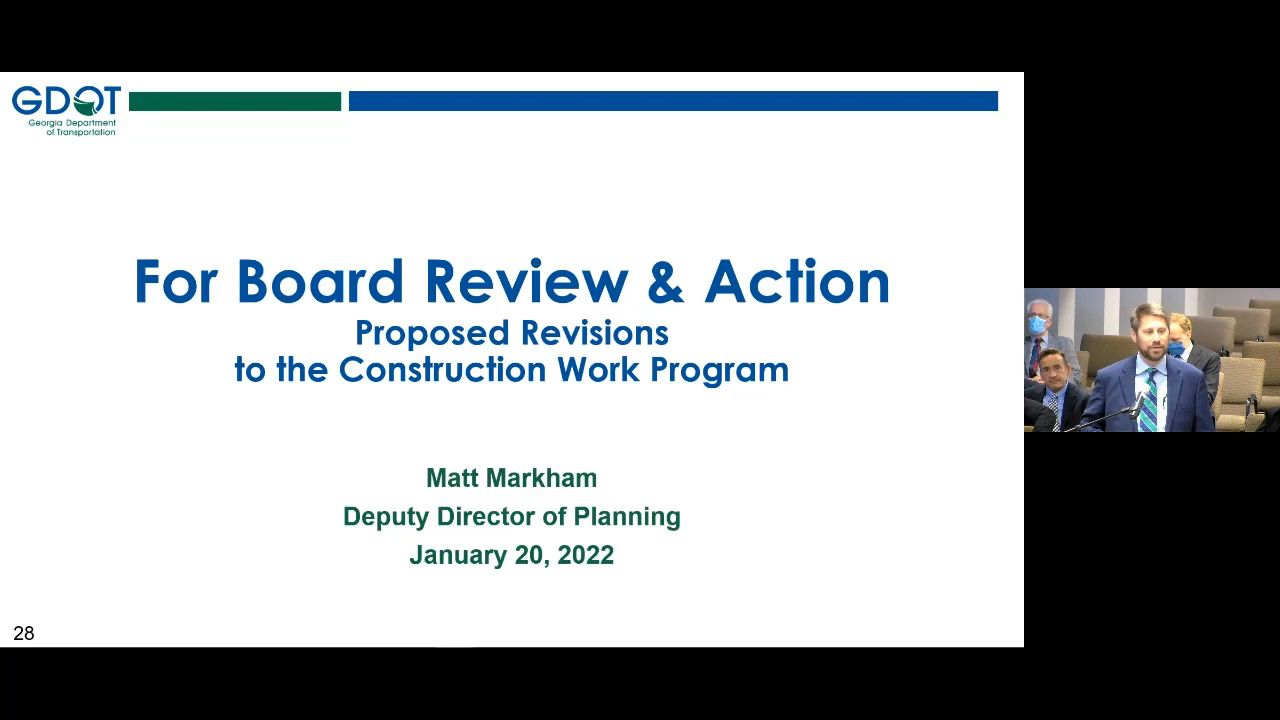 GDOT
Georgia Department
of Transportation
For Board Review & Action
Proposed Revisions
to the Construction Work Program
Matt Markham
Deputy Director of Planning
January 20, 2022
28